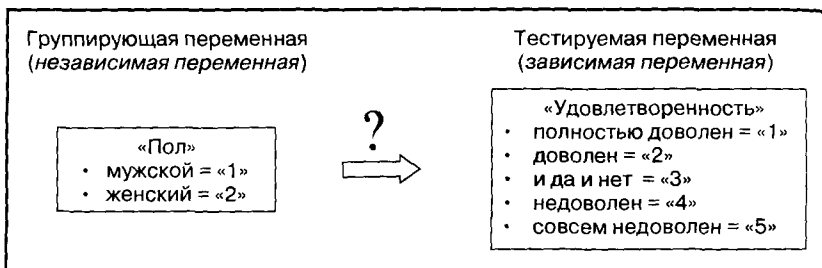 Группирующая переменная
(независимая переменная)
«Пол»
• мужской = «1»
• женский = «2»
?
Тестируемая переменная
(зависимая переменная)
«Удовлетворенность»
• полностью доволен = «1»
• доволен = «2»
• и да и нет = «3»
• недоволен = «4»
• совсем недоволен = «5»